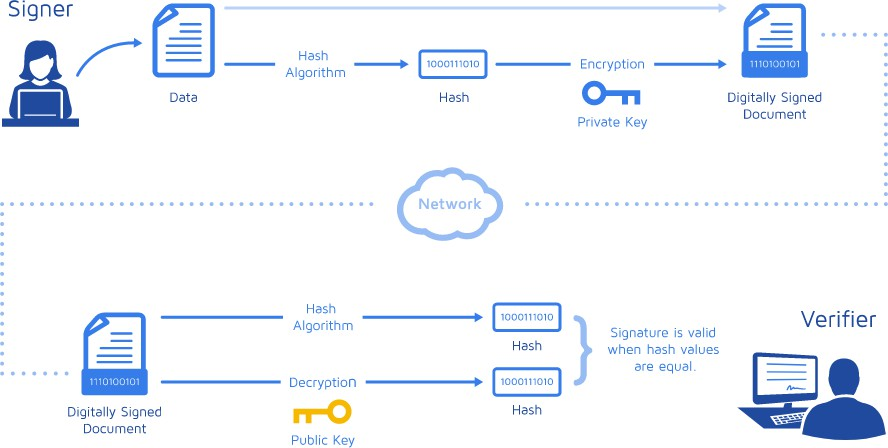 Signer
Data
Hash
Algorithm
1000111010
Hash
Encryption
Private Key
1110100101
Digitally Signed
Document
Network
1110100101
Digitally Signed
Document
Hash
Algorithm
1000111010
Hash
Decryption
Public Key
1000111010
Hash
Signature is valid
when hash values
are equal.
Verifier